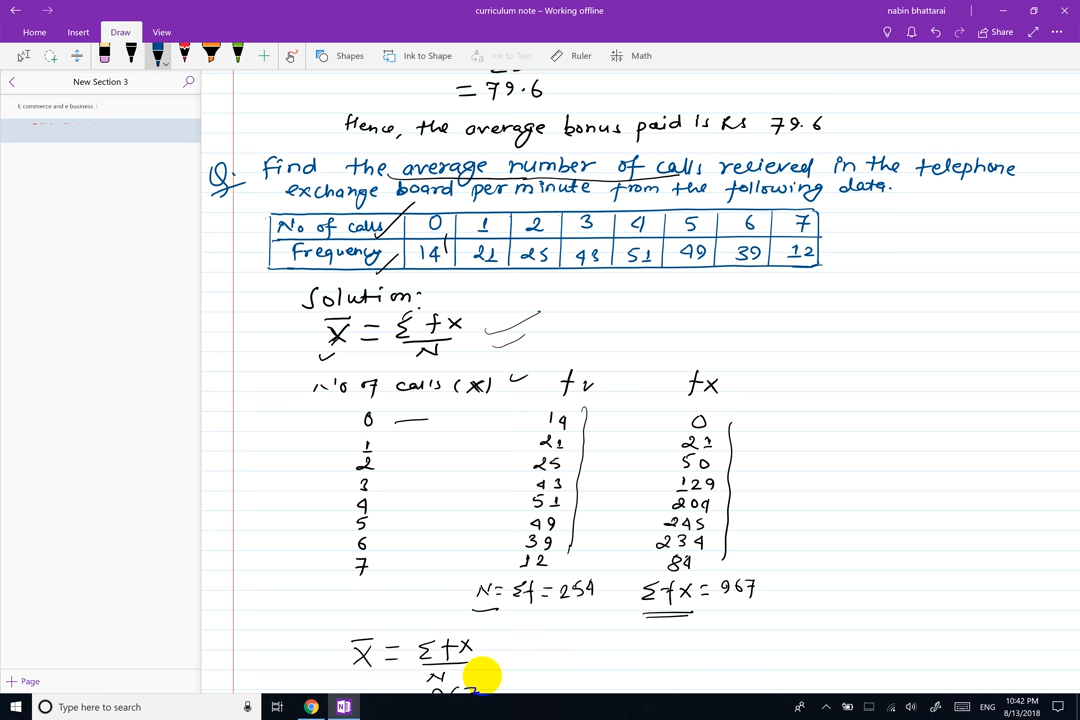 curriculum note – Working offline
nabin bhattarai
Home Insert Draw View
Share
Shapes Ink to Shape Ink to Text Ruler Math
New Section 3
E commerce and e business
= 79.6
Hence, the average bonus paid is Rs 79.6
Q. Find the average number of calls relieved in the telephone
exchange board per minute from the following data.
No of calls 0 1 2 3 4 5 6 7
Frequency 14 21 25 43 51 49 39 12
Solution:
X̅ = Σfx
N
No of calls (x) f fx
0 14 0
1 21 21
2 25 50
3 43 129
4 51 204
5 49 245
6 39 234
7 12 84
N = Σf = 254 Σfx = 967
X̅ = Σfx
N
967
+ Page
Type here to search
ENG
10:42 PM
8/13/2018